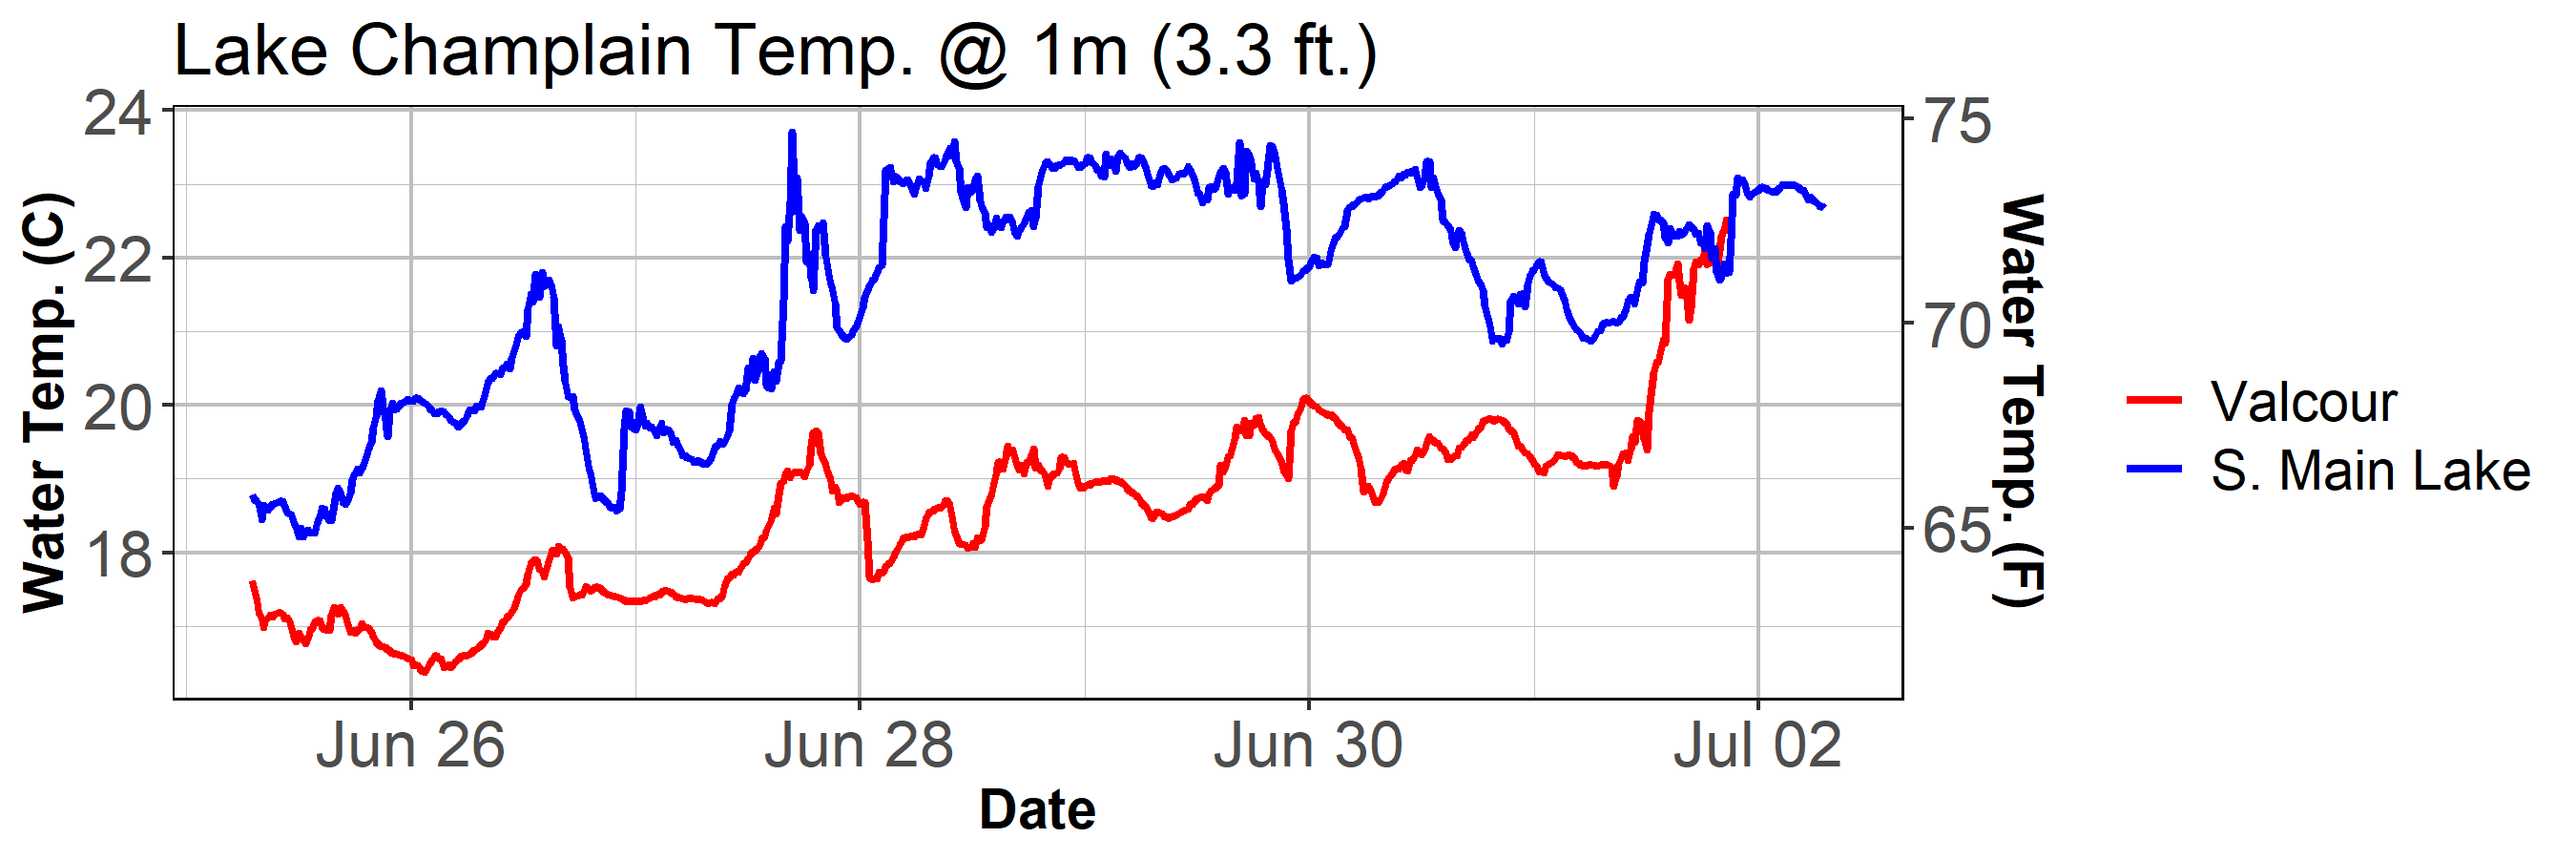 Lake Champlain Temp. @ 1m (3.3 ft.)
Water Temp. (C)
24
22
20
18
75
70
65
Water Temp. (F)
Jun 26
Jun 28
Jun 30
Jul 02
Date
Valcour
S. Main Lake